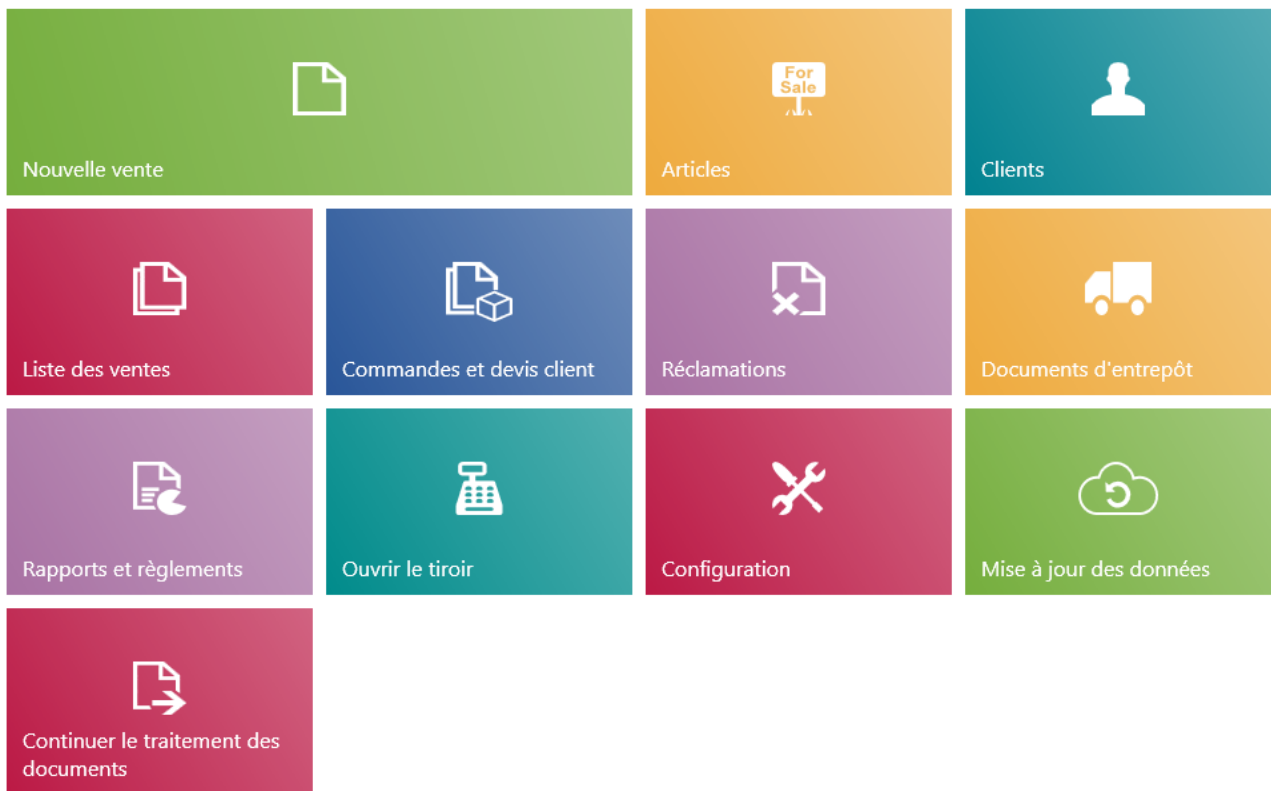 For
Sale
Nouvelle vente
Articles
Clients
Liste des ventes
Commandes et devis client
Réclamations
Documents d'entrepôt
Rapports et règlements
Ouvrir le tiroir
Configuration
Mise à jour des données
Continuer le traitement des
documents